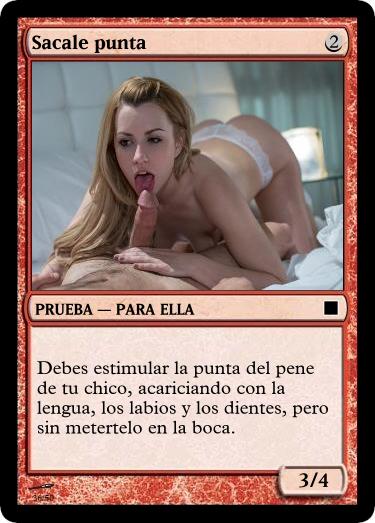 Sacale punta
2
PRUEBA — PARA ELLA
Debes estimular la punta del pene
de tu chico, acariciando con la
lengua, los labios y los dientes, pero
sin metertelo en la boca.
3/4